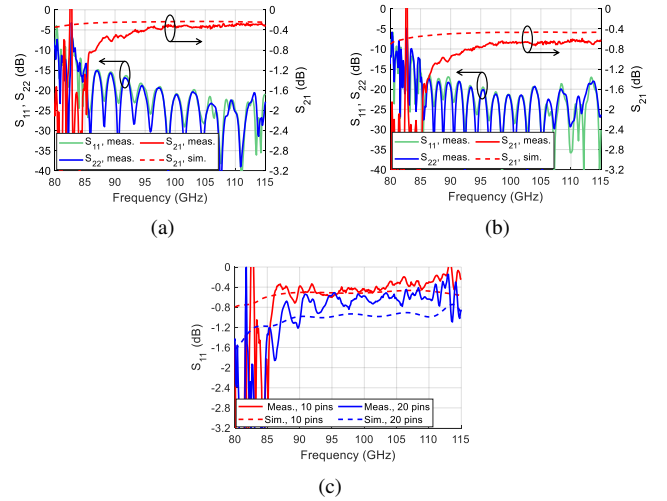 0 0
-5 -0.4
-10 -0.8
-15 -1.2
-20 -1.6
-25 -2
-30 -2.4
-35 -2.8
-40 -3.2
80 85 90 95 100 105 110 115
S11, S22 (dB)
S21 (dB)
S11, meas. S21, meas.
S22, meas. S21, sim.
Frequency (GHz)
(a)
0 0
-5 -0.4
-10 -0.8
-15 -1.2
-20 -1.6
-25 -2
-30 -2.4
-35 -2.8
-40 -3.2
80 85 90 95 100 105 110 115
S11, S22 (dB)
S21 (dB)
S11, meas. S21, meas.
S22, meas. S21, sim.
Frequency (GHz)
(b)
0
-0.4
-0.8
-1.2
-1.6
-2
-2.4
-2.8
-3.2
80 85 90 95 100 105 110 115
S11 (dB)
Meas., 10 pins Meas., 20 pins
Sim., 10 pins Sim., 20 pins
Frequency (GHz)
(c)